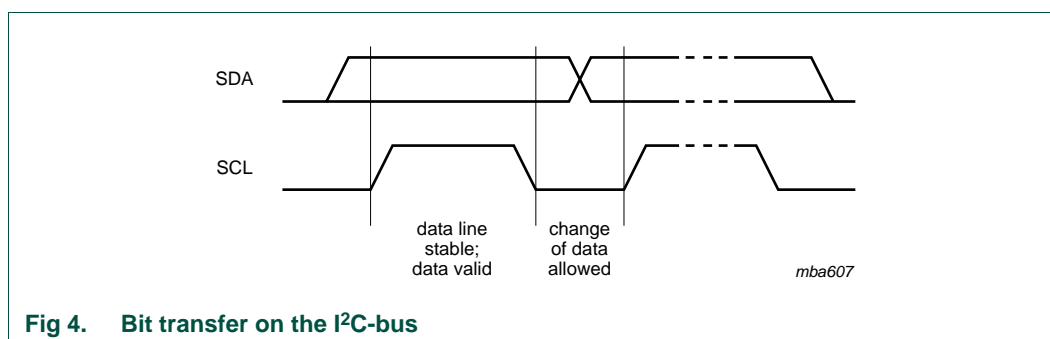 SDA
SCL
data line
stable;
data valid
change
of data
allowed
mba607
Fig 4. Bit transfer on the I²C-bus